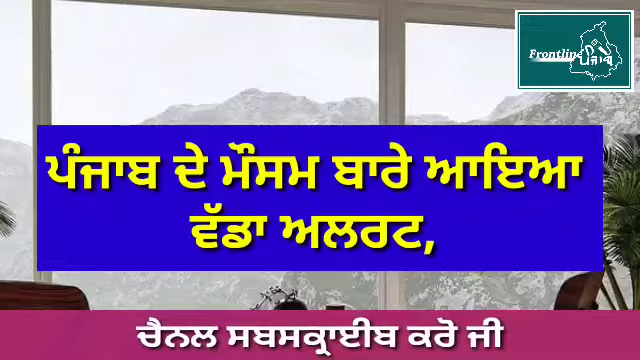 Frontline
ਪੰਜਾਬ
ਪੰਜਾਬ ਦੇ ਮੌਸਮ ਬਾਰੇ ਆਇਆ
ਵੱਡਾ ਅਲਰਟ,
ਚੈਨਲ ਸਬਸਕ੍ਰਾਈਬ ਕਰੋ ਜੀ